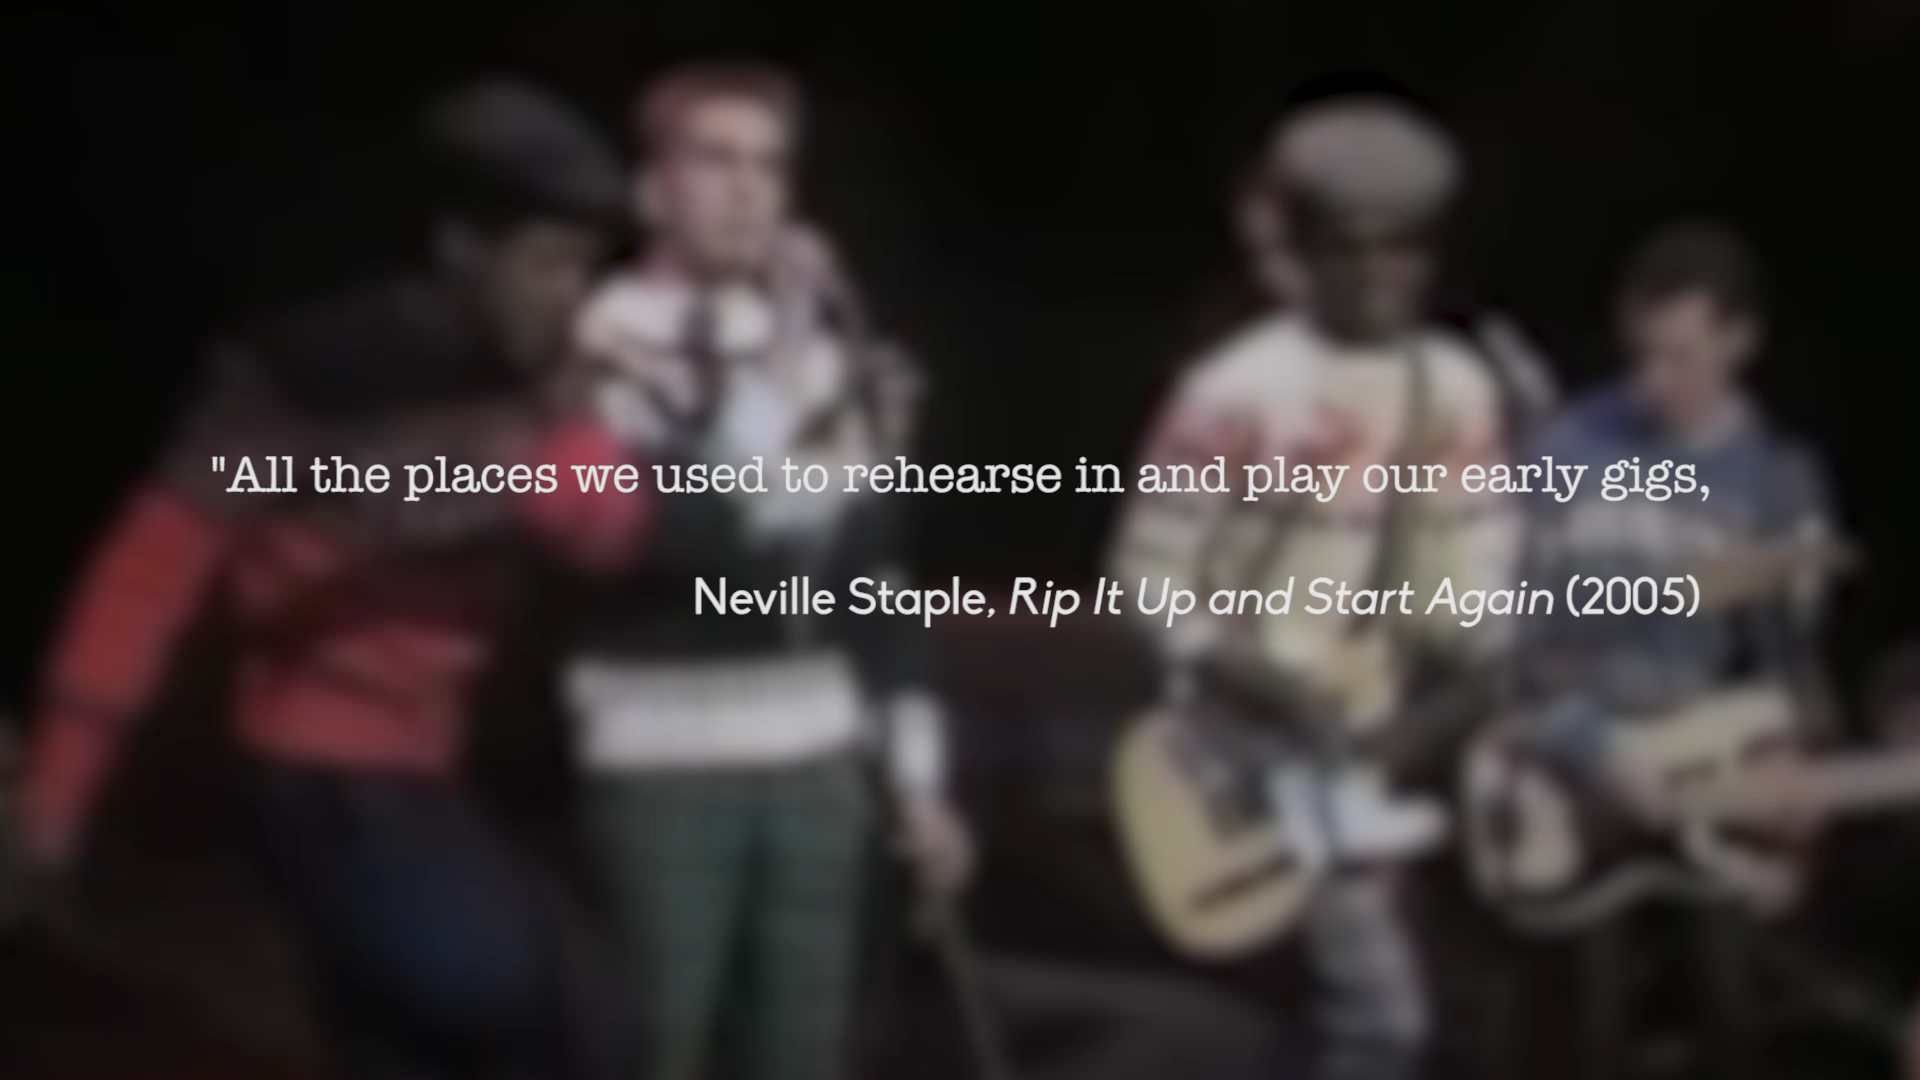 "All the places we used to rehearse in and play our early gigs,
Neville Staple, Rip It Up and Start Again (2005)